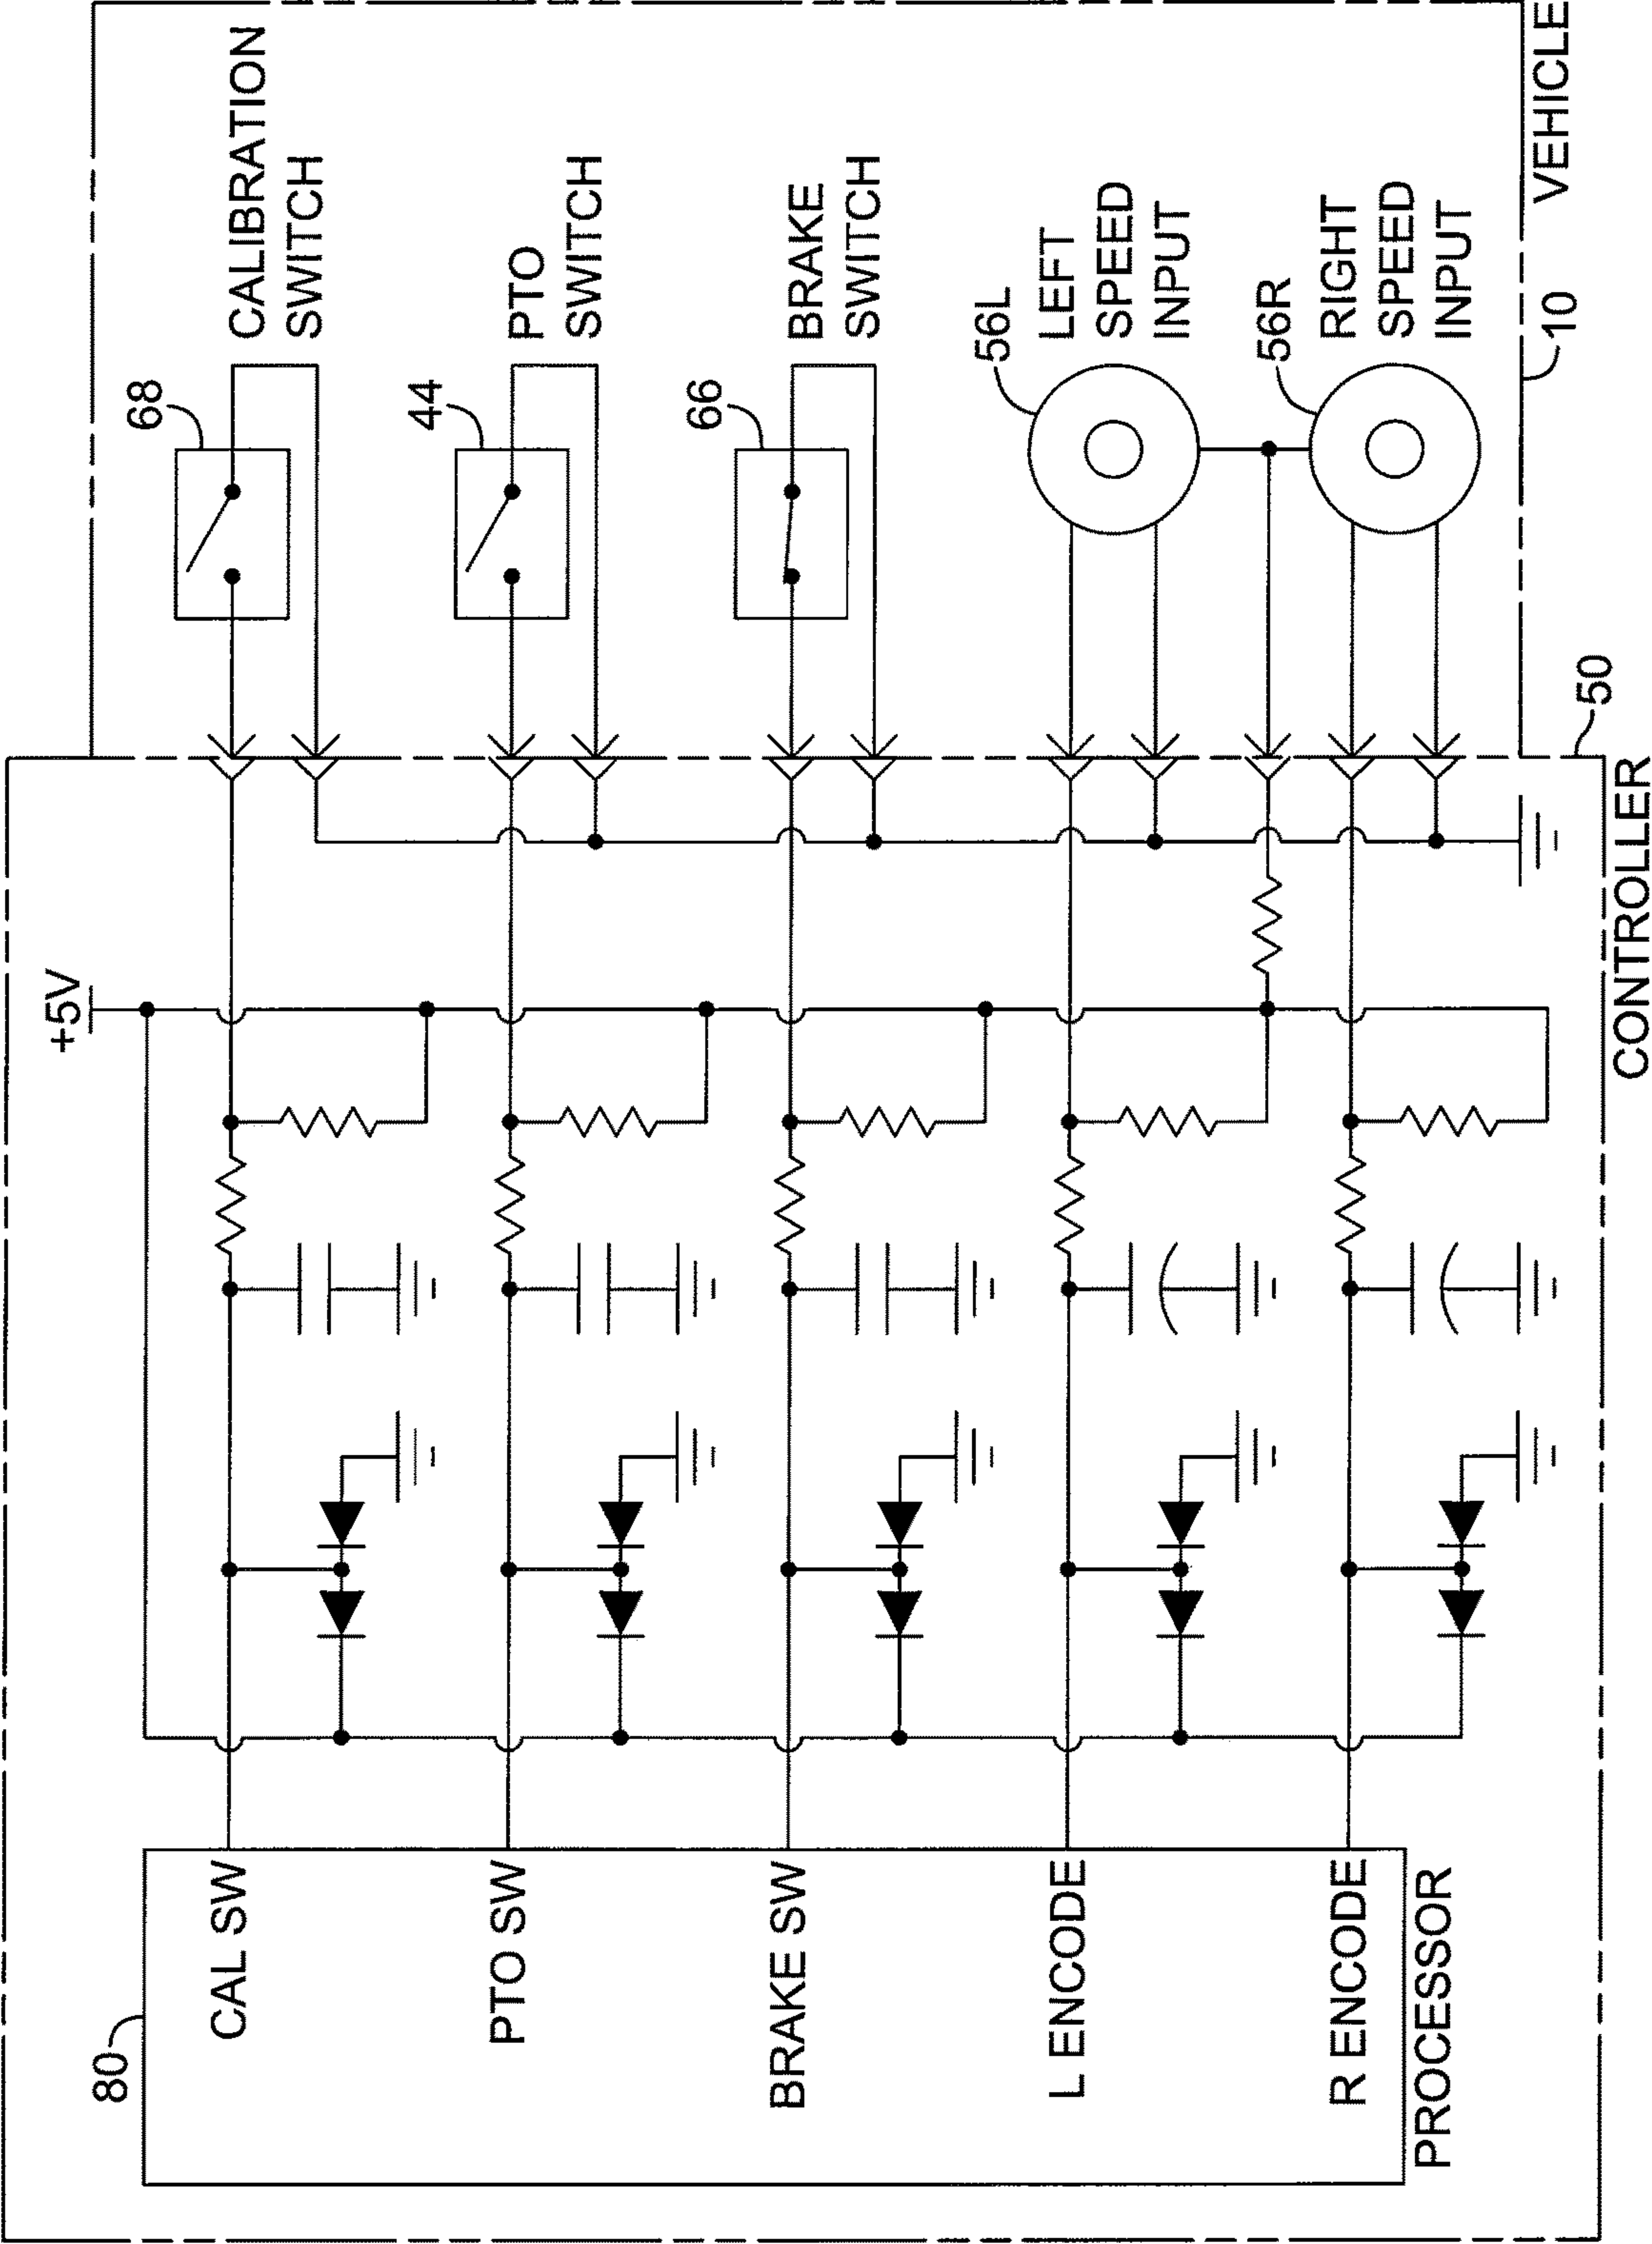 80
CAL SW
PTO SW
BRAKE SW
L ENCODE
R ENCODE
PROCESSOR
+5V
CONTROLLER
50
68
CALIBRATION
SWITCH
44
PTO
SWITCH
66
BRAKE
SWITCH
56L
LEFT
SPEED
INPUT
56R
RIGHT
SPEED
INPUT
10
VEHICLE